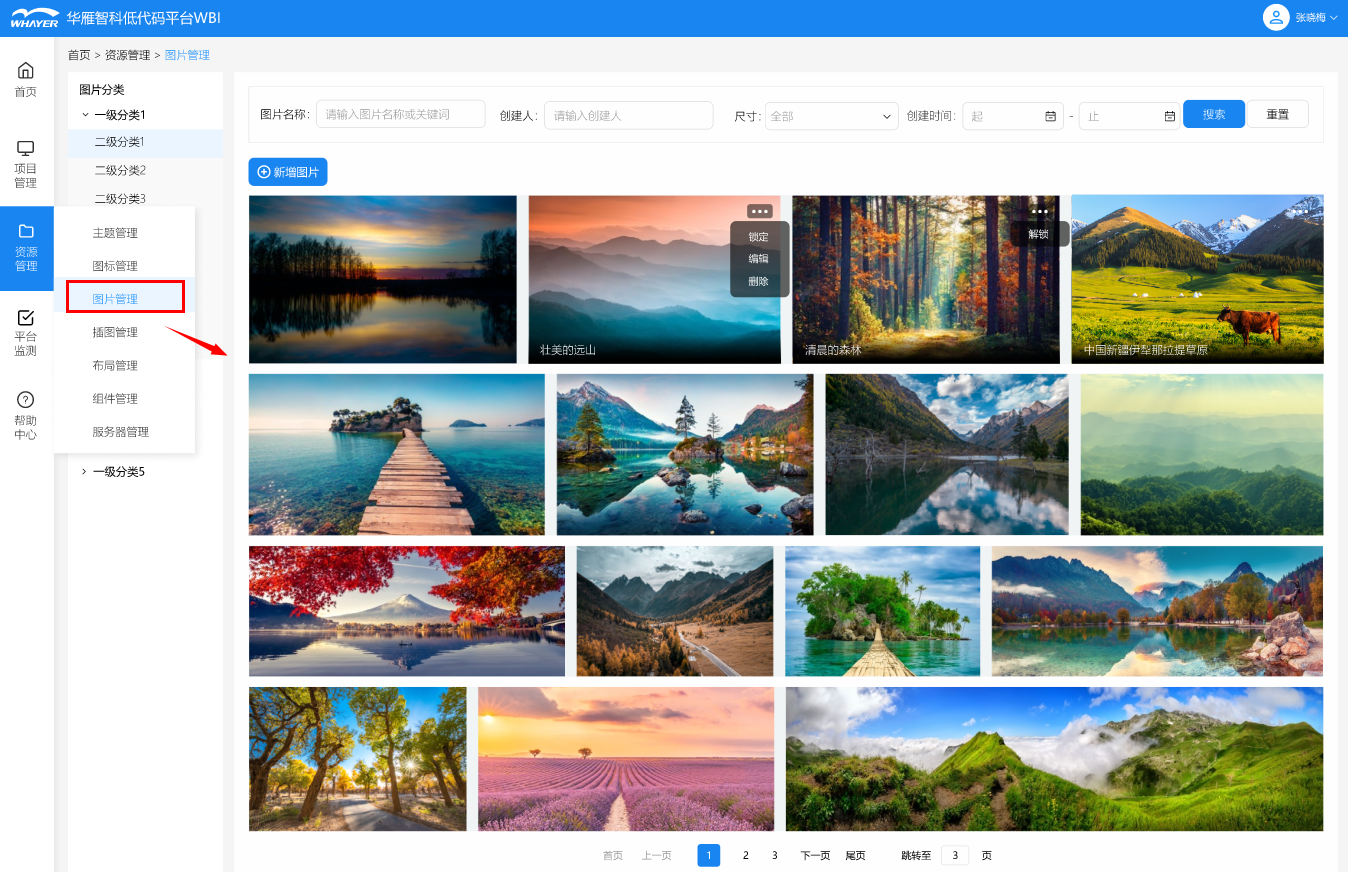 WHAYER 华雁智科低代码平台WBI
张晓梅
首页 > 资源管理 > 图片管理
首页
项目
管理
资源
管理
平台
监测
帮助
中心
图片分类
一级分类1
二级分类1
二级分类2
二级分类3
主题管理
图标管理
图片管理
插图管理
布局管理
组件管理
服务器管理
一级分类5
图片名称: 请输入图片名称或关键词 创建人: 请输入创建人 尺寸: 全部 创建时间: 起 - 止 搜索 重置
新增图片
锁定
编辑
删除
解锁
壮美的远山
清晨的森林
中国新疆伊犁那拉提草原
首页 上一页 1 2 3 下一页 尾页 跳转至 3 页